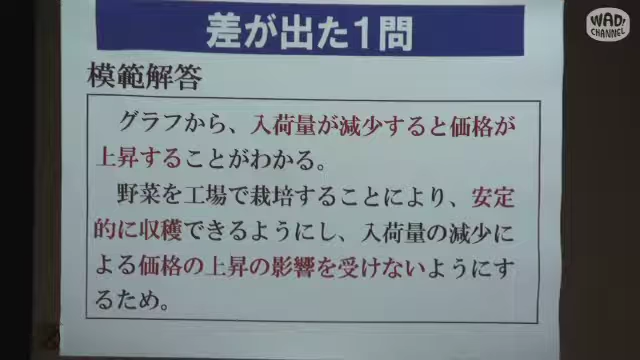 WAD!
CHANNEL
差が出た1問
模範解答
グラフから、入荷量が減少すると価格が
上昇することがわかる。
野菜を工場で栽培することにより、安定
的に収穫できるようにし、入荷量の減少に
よる価格の上昇の影響を受けないようにす
るため。